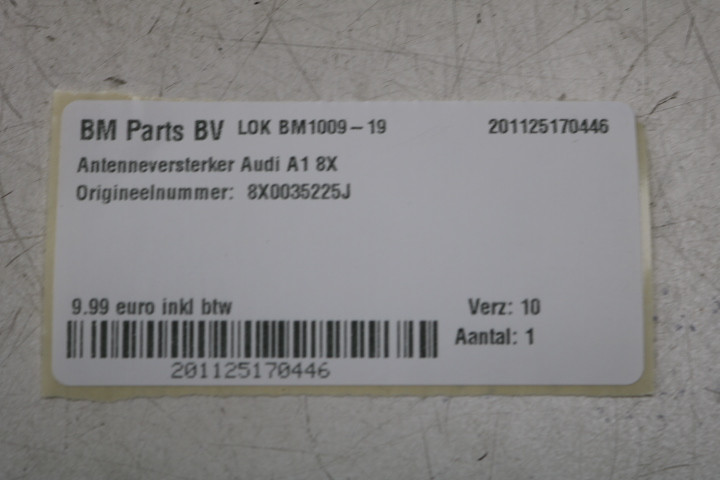 BM Parts BV LOK BM1009-19 201125170446
Antenneversterker Audi A1 8X
Origineelnummer: 8X0035225J
9.99 euro inkl btw Verz: 10
Aantal: 1
201125170446